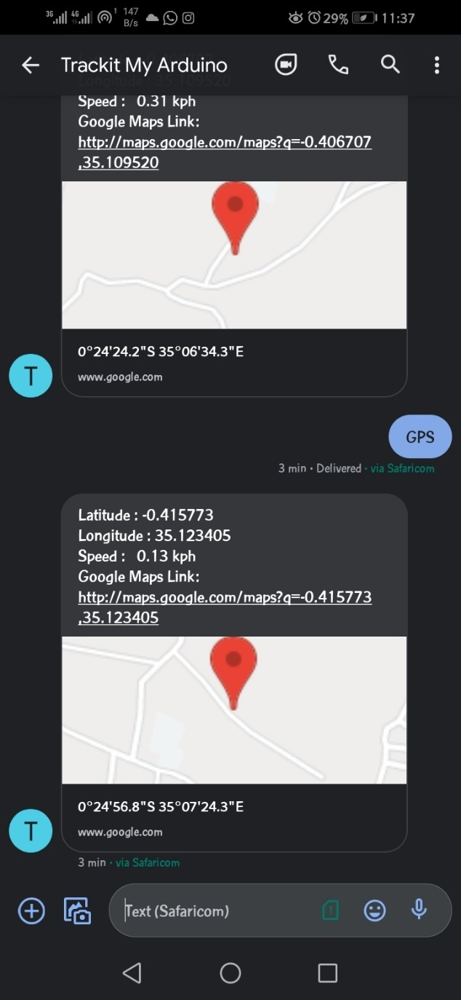 3G 4G 1 147 B/s 29% 11:37
Trackit My Arduino
Longitude : 35.109520
Speed : 0.31 kph
Google Maps Link:
http://maps.google.com/maps?q=-0.406707
,35.109520
0°24'24.2"S 35°06'34.3"E
T
www.google.com
GPS
3 min · Delivered · via Safaricom
Latitude : -0.415773
Longitude : 35.123405
Speed : 0.13 kph
Google Maps Link:
http://maps.google.com/maps?q=-0.415773
,35.123405
0°24'56.8"S 35°07'24.3"E
T
www.google.com
3 min · via Safaricom
Text (Safaricom) 1